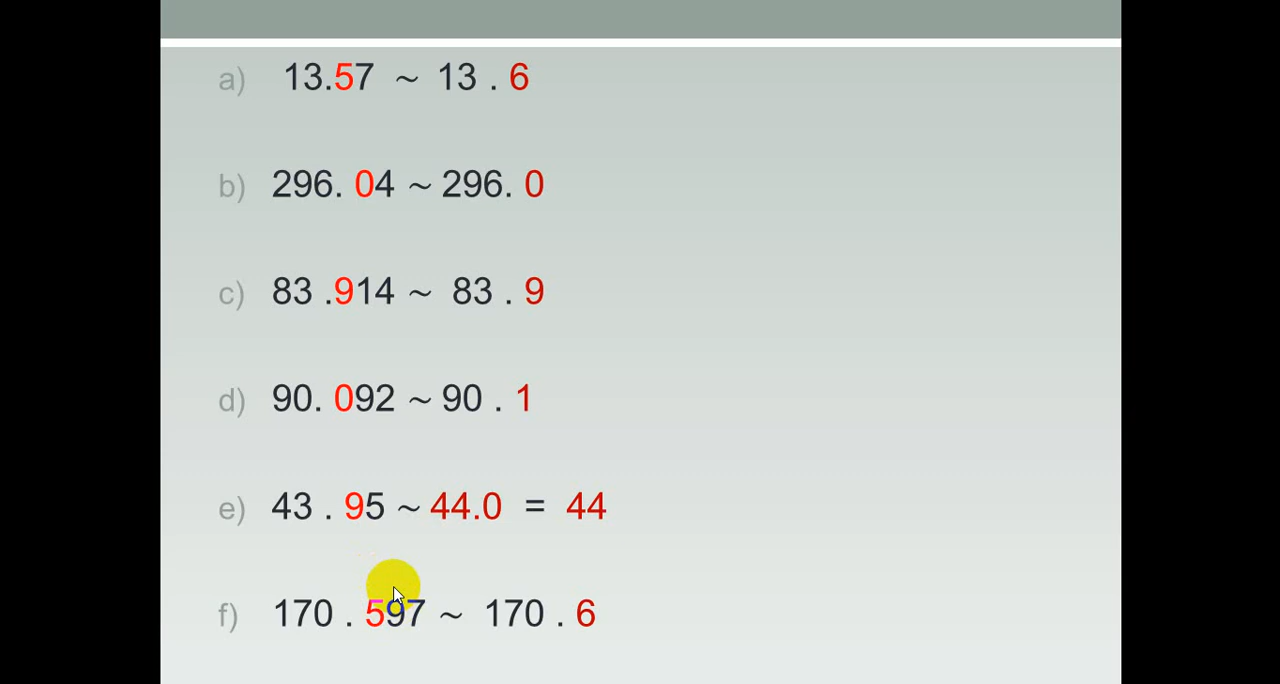 a) 13.57 ~ 13 . 6
b) 296. 04 ~ 296. 0
c) 83 .914 ~ 83 . 9
d) 90. 092 ~ 90 . 1
e) 43 . 95 ~ 44.0 = 44
f) 170 . 597 ~ 170 . 6